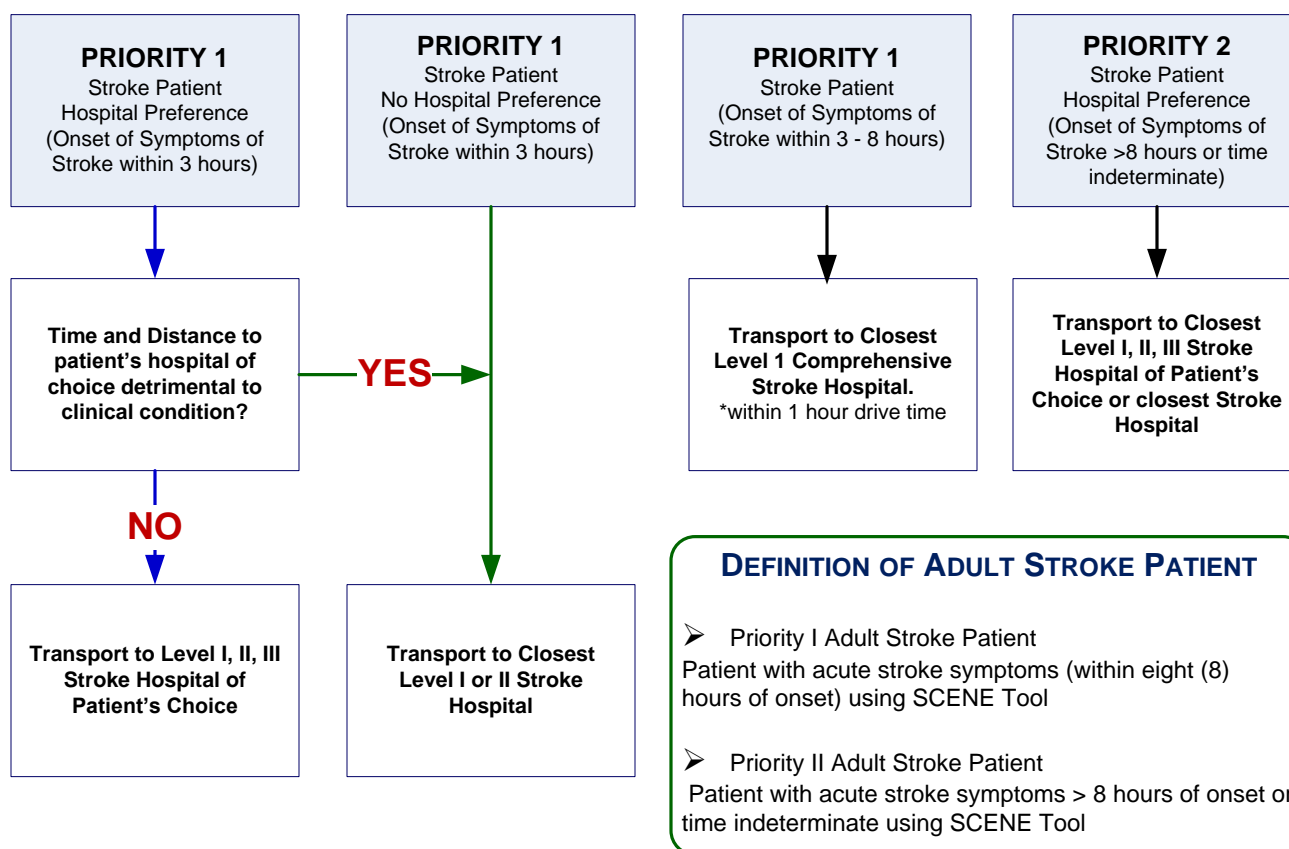 PRIORITY 1
Stroke Patient
Hospital Preference
(Onset of Symptoms of
Stroke within 3 hours)
PRIORITY 1
Stroke Patient
No Hospital Preference
(Onset of Symptoms of
Stroke within 3 hours)
PRIORITY 1
Stroke Patient
(Onset of Symptoms of
Stroke within 3 - 8 hours)
PRIORITY 2
Stroke Patient
Hospital Preference
(Onset of Symptoms of
Stroke >8 hours or time
indeterminate)
Time and Distance to
patient’s hospital of
choice detrimental to
clinical condition?
YES
Transport to Closest
Level 1 Comprehensive
Stroke Hospital.
*within 1 hour drive time
Transport to Closest
Level I, II, III Stroke
Hospital of Patient’s
Choice or closest Stroke
Hospital
NO
Transport to Level I, II, III
Stroke Hospital of
Patient’s Choice
Transport to Closest
Level I or II Stroke
Hospital
DEFINITION OF ADULT STROKE PATIENT
➢ Priority I Adult Stroke Patient
Patient with acute stroke symptoms (within eight (8)
hours of onset) using SCENE Tool
➢ Priority II Adult Stroke Patient
Patient with acute stroke symptoms > 8 hours of onset or
time indeterminate using SCENE Tool